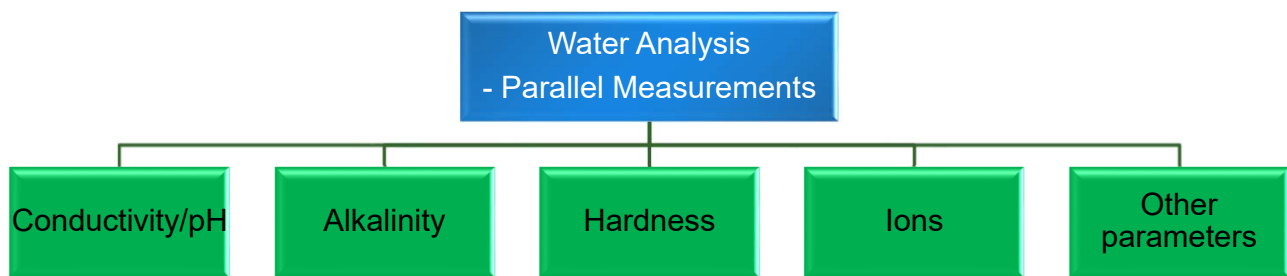 Water Analysis
- Parallel Measurements
Conductivity/pH
Alkalinity
Hardness
Ions
Other
parameters